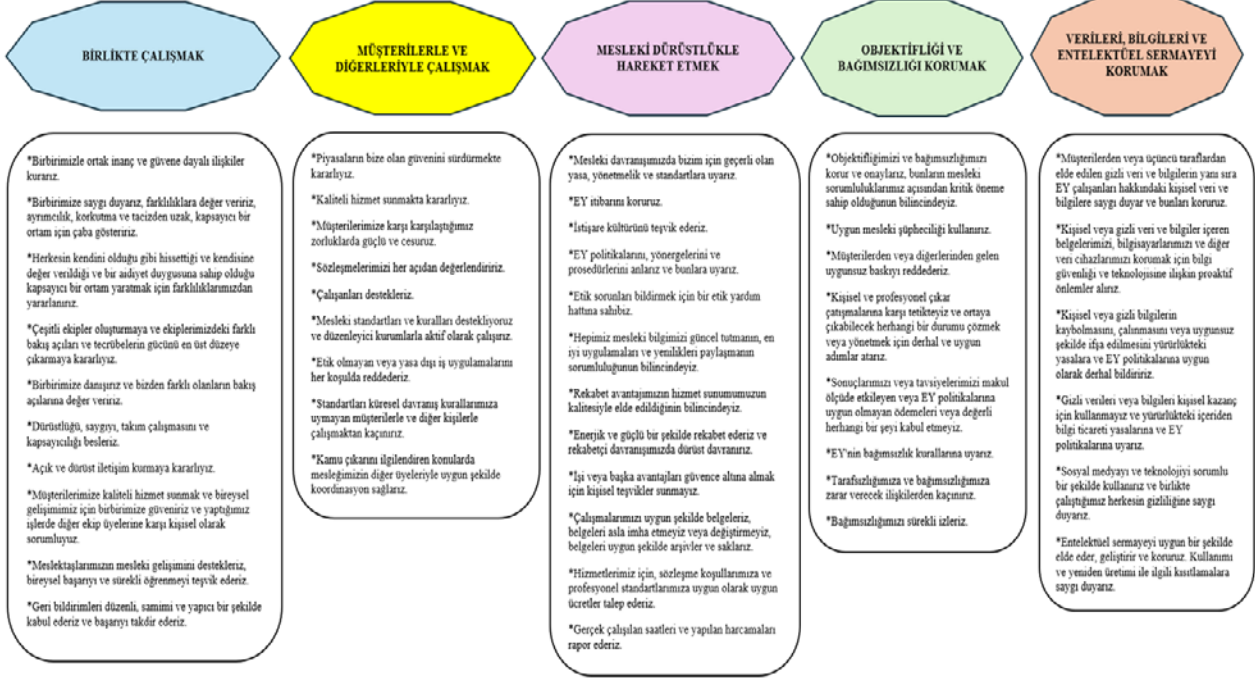 BİRLİKTE ÇALIŞMAK
*Birbirimizle ortak inanç ve güvene dayalı ilişkiler
kurarız.
*Birbirimize saygı duyarız, farklılıklara değer veririz,
ayrımcılık, korkutma ve tacizden uzak, kapsayıcı bir
ortam için çaba gösteririz.
*Herkesin kendini olduğu gibi hissettiği ve kendisine
değer verildiği ve bir aidiyet duygusuna sahip olduğu
kapsayıcı bir ortam yaratmak için farklılıklarımızdan
yararlanırız.
*Çeşitli ekipler oluşturmaya ve ekiplerimizdeki farklı
bakış açıları ve tecrübelerin gücünü en üst düzeye
çıkarmaya kararlıyız.
*Birbirimize danışırız ve bizden farklı olanların bakış
açılarına değer veririz.
*Dürüstlüğü, saygıyı, takım çalışmasını ve
kapsayıcılığı besleriz.
*Açık ve dürüst iletişim kurmaya kararlıyız.
*Müşterilerimize kaliteli hizmet sunmak ve bireysel
gelişimimiz için birbirimize güveniriz ve yaptığımız
işlerde diğer ekip üyelerine karşı kişisel olarak
sorumluyuz.
*Meslektaşlarımızın mesleki gelişimini destekleriz,
bireysel başarıyı ve sürekli öğrenmeyi teşvik ederiz.
*Geri bildirimleri düzenli, samimi ve yapıcı bir şekilde
kabul ederiz ve başarıyı takdir ederiz.
MÜŞTERİLERLE VE
DİĞERLERİYLE ÇALIŞMAK
*Piyasaların bize olan güvenini sürdürmekte
kararlıyız.
*Kaliteli hizmet sunmakta kararlıyız.
*Müşterilerimize karşı karşılaştığımız
zorluklarda güçlü ve cesuruz.
*Sözleşmelerimizi her açıdan değerlendiririz.
*Çalışanları destekleriz.
*Mesleki standartları ve kuralları destekliyoruz
ve düzenleyici kurumlarla aktif olarak çalışırız.
*Etik olmayan veya yasa dışı iş uygulamalarını
her koşulda reddederiz.
*Standartları küresel davranış kurallarımıza
uymayan müşterilerle ve diğer kişilerle
çalışmaktan kaçınırız.
*Kamu çıkarını ilgilendiren konularda
mesleğimizin diğer üyeleriyle uygun şekilde
koordinasyon sağlarız.
MESLEKİ DÜRÜSTLÜKLE
HAREKET ETMEK
*Mesleki davranışımızda bizim için geçerli olan
yasa, yönetmelik ve standartlara uyarız.
*EY itibarını koruruz.
*İstişare kültürünü teşvik ederiz.
*EY politikalarını, yönergelerini ve
prosedürlerini anlarız ve bunlara uyarız.
*Etik sorunları bildirmek için bir etik yardım
hattına sahibiz.
*Hepimiz mesleki bilgimizi güncel tutmanın, en
iyi uygulamaları ve yenilikleri paylaşmanın
sorumluluğunun bilincindeyiz.
*Rekabet avantajımızın hizmet sunumumuzun
kalitesiyle elde edildiğinin bilincindeyiz.
*Enerjik ve güçlü bir şekilde rekabet ederiz ve
rekabetçi davranışımızda dürüst davranırız.
*İşi veya başka avantajları güvence altına almak
için kişisel teşvikler sunmayız.
*Çalışmalarımızı uygun şekilde belgeleriz,
belgeleri asla imha etmeyiz veya değiştirmeyiz,
belgeleri uygun şekilde arşivler ve saklarız.
*Hizmetlerimiz için, sözleşme koşullarımıza ve
profesyonel standartlarımıza uygun olarak uygun
ücretler talep ederiz.
*Gerçek çalışılan saatleri ve yapılan harcamaları
rapor ederiz.
OBJEKTİFLİĞİ VE
BAĞIMSIZLIĞI KORUMAK
*Objektifliğimizi ve bağımsızlığımızı
korur ve onaylarız, bunların mesleki
sorumluluklarımız açısından kritik öneme
sahip olduğunun bilincindeyiz.
*Uygun mesleki şüpheciliği kullanırız.
*Müşterilerden veya diğerlerinden gelen
uygunsuz baskıyı reddederiz.
*Kişisel ve profesyonel çıkar
çatışmalarına karşı tetikteyiz ve ortaya
çıkabilecek herhangi bir durumu çözmek
veya yönetmek için derhal ve uygun
adımlar atarız.
*Sonuçlarımızı veya tavsiyelerimizi makul
ölçüde etkileyen veya EY politikalarına
uygun olmayan ödemeleri veya değerli
herhangi bir şeyi kabul etmeyiz.
*EY'nin bağımsızlık kurallarına uyarız.
*Tarafsızlığımıza ve bağımsızlığımıza
zarar verecek ilişkilerden kaçınırız.
*Bağımsızlığımızı sürekli izleriz.
VERİLERİ, BİLGİLERİ VE
ENTELEKTÜEL SERMAYEYİ
KORUMAK
*Müşterilerden veya üçüncü taraflardan
elde edilen gizli veri ve bilgilerin yanı sıra
EY çalışanları hakkındaki kişisel veri ve
bilgilere saygı duyar ve bunları koruruz.
*Kişisel veya gizli veri ve bilgiler içeren
belgelerimizi, bilgisayarlarımızı ve diğer
veri cihazlarımızı korumak için bilgi
güvenliği ve teknolojisine ilişkin proaktif
önlemler alırız.
*Kişisel veya gizli bilgilerin
kaybolmasını, çalınmasını veya uygunsuz
şekilde ifşa edilmesini yürürlükteki
yasalara ve EY politikalarına uygun
olarak derhal bildiririz.
*Gizli verileri veya bilgileri kişisel kazanç
için kullanmayız ve yürürlükteki içeriden
bilgi ticareti yasalarına ve EY
politikalarına uyarız.
*Sosyal medyayı ve teknolojiyi sorumlu
bir şekilde kullanırız ve birlikte
çalıştığımız herkesin gizliliğine saygı
duyarız.
*Entelektüel sermayeyi uygun bir şekilde
elde eder, geliştirir ve koruruz. Kullanımı
ve yeniden üretimi ile ilgili kısıtlamalara
saygı duyarız.